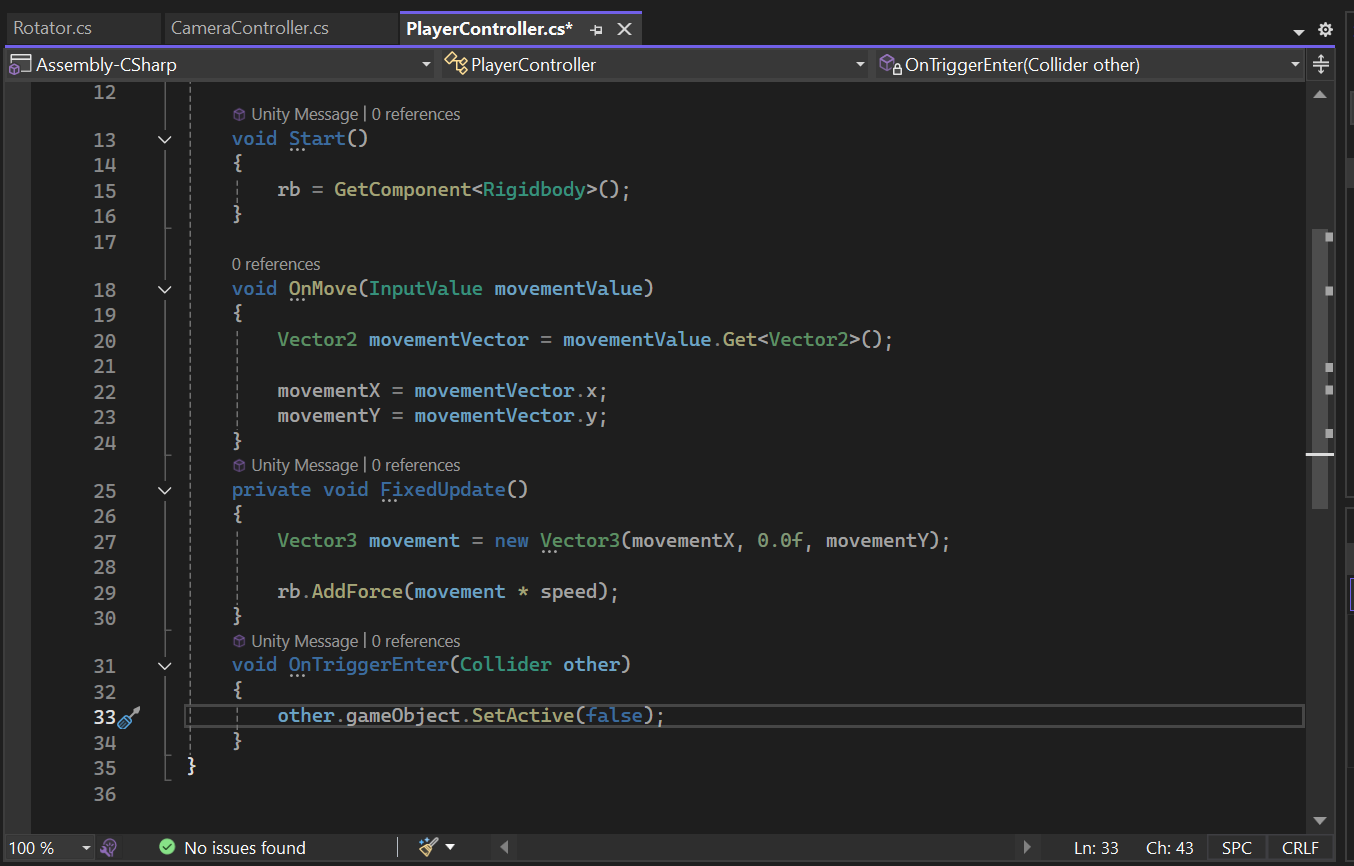 Rotator.cs CameraController.cs PlayerController.cs*
Assembly-CSharp PlayerController OnTriggerEnter(Collider other)
12
Unity Message | 0 references
13 void Start()
14 {
15 rb = GetComponent<Rigidbody>();
16 }
17
0 references
18 void OnMove(InputValue movementValue)
19 {
20 Vector2 movementVector = movementValue.Get<Vector2>();
21
22 movementX = movementVector.x;
23 movementY = movementVector.y;
24 }
Unity Message | 0 references
25 private void FixedUpdate()
26 {
27 Vector3 movement = new Vector3(movementX, 0.0f, movementY);
28
29 rb.AddForce(movement * speed);
30 }
Unity Message | 0 references
31 void OnTriggerEnter(Collider other)
32 {
33 other.gameObject.SetActive(false);
34 }
35 }
36
100 % No issues found Ln: 33 Ch: 43 SPC CRLF